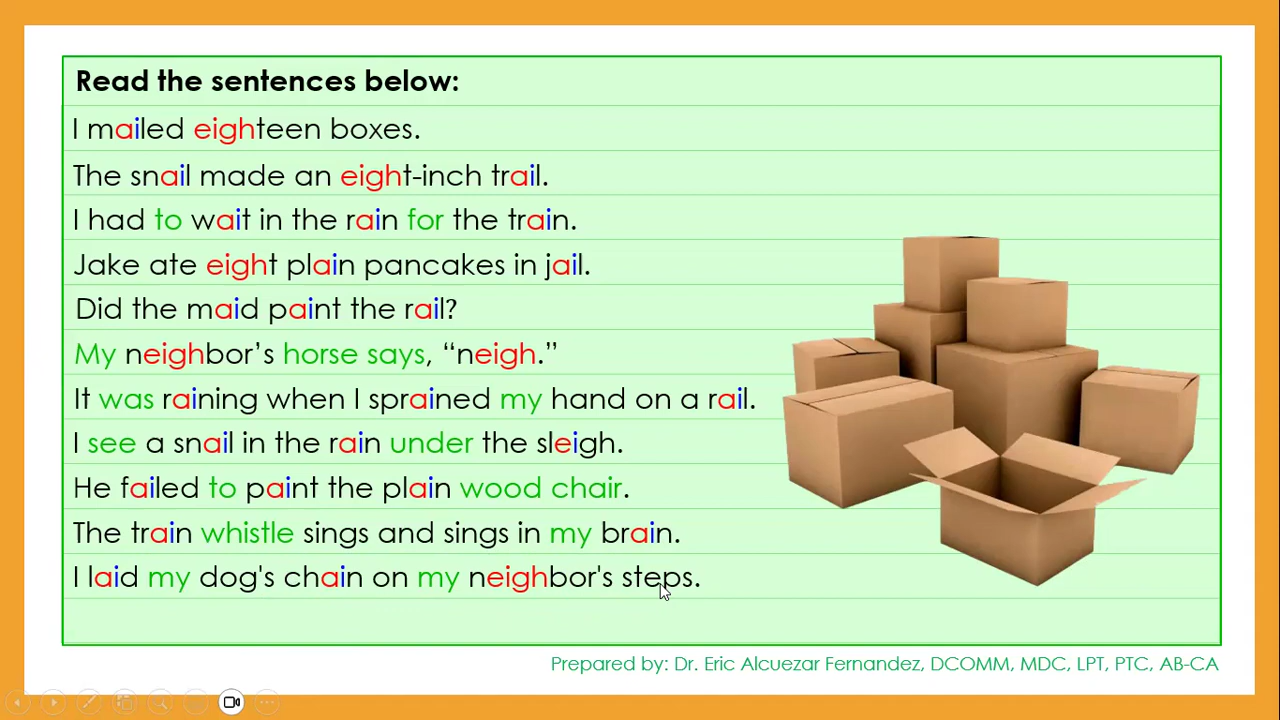 Read the sentences below:
I mailed eighteen boxes.
The snail made an eight-inch trail.
I had to wait in the rain for the train.
Jake ate eight plain pancakes in jail.
Did the maid paint the rail?
My neighbor’s horse says, “neigh.”
It was raining when I sprained my hand on a rail.
I see a snail in the rain under the sleigh.
He failed to paint the plain wood chair.
The train whistle sings and sings in my brain.
I laid my dog's chain on my neighbor's steps.
Prepared by: Dr. Eric Alcuezar Fernandez, DCOMM, MDC, LPT, PTC, AB-CA